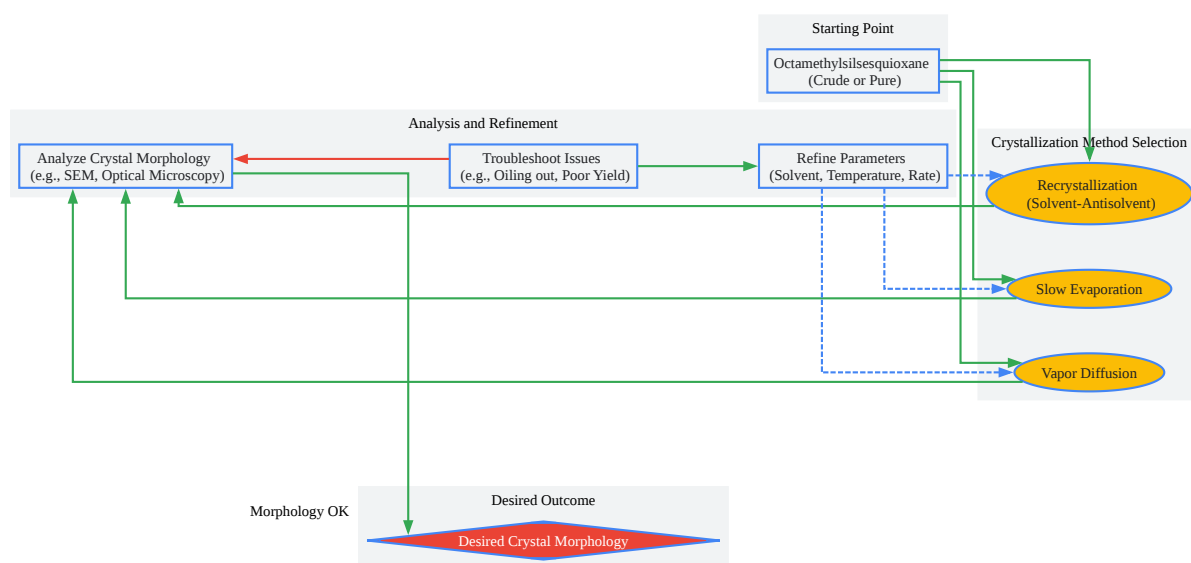 Starting Point
Octamethylsilsesquioxane
(Crude or Pure)
Analysis and Refinement
Crystallization Method Selection
Analyze Crystal Morphology
(e.g., SEM, Optical Microscopy)
Troubleshoot Issues
(e.g., Oiling out, Poor Yield)
Refine Parameters
(Solvent, Temperature, Rate)
Recrystallization
(Solvent-Antisolvent)
Slow Evaporation
Vapor Diffusion
Desired Outcome
Morphology OK
Desired Crystal Morphology